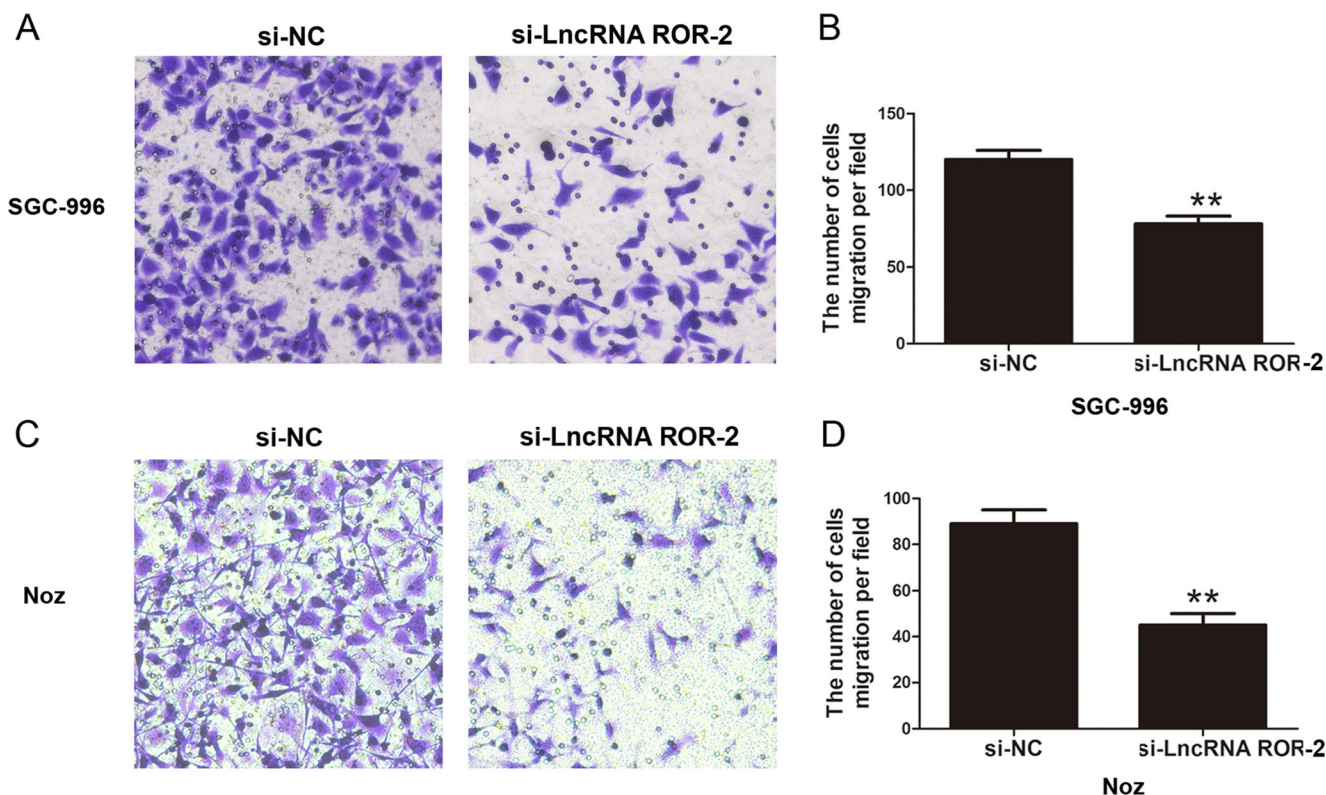 A
si-NC
si-LncRNA ROR-2
SGC-996
B
The number of cells
migration per field
150
100
50
0
**
si-NC
si-LncRNA ROR-2
SGC-996
C
si-NC
si-LncRNA ROR-2
Noz
D
The number of cells
migration per field
100
80
60
40
20
0
**
si-NC
si-LncRNA ROR-2
Noz